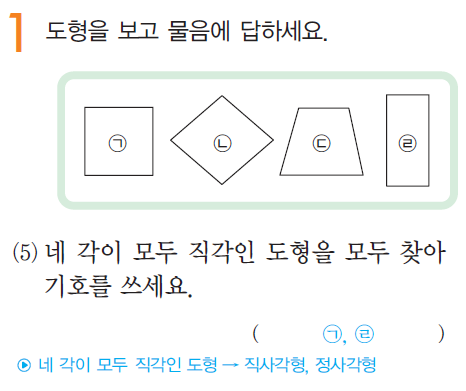 1 도형을 보고 물음에 답하세요.
㉠ ㉡ ㉢ ㉣
(5) 네 각이 모두 직각인 도형을 모두 찾아
기호를 쓰세요.
( ㉠, ㉣ )
▷ 네 각이 모두 직각인 도형 → 직사각형, 정사각형